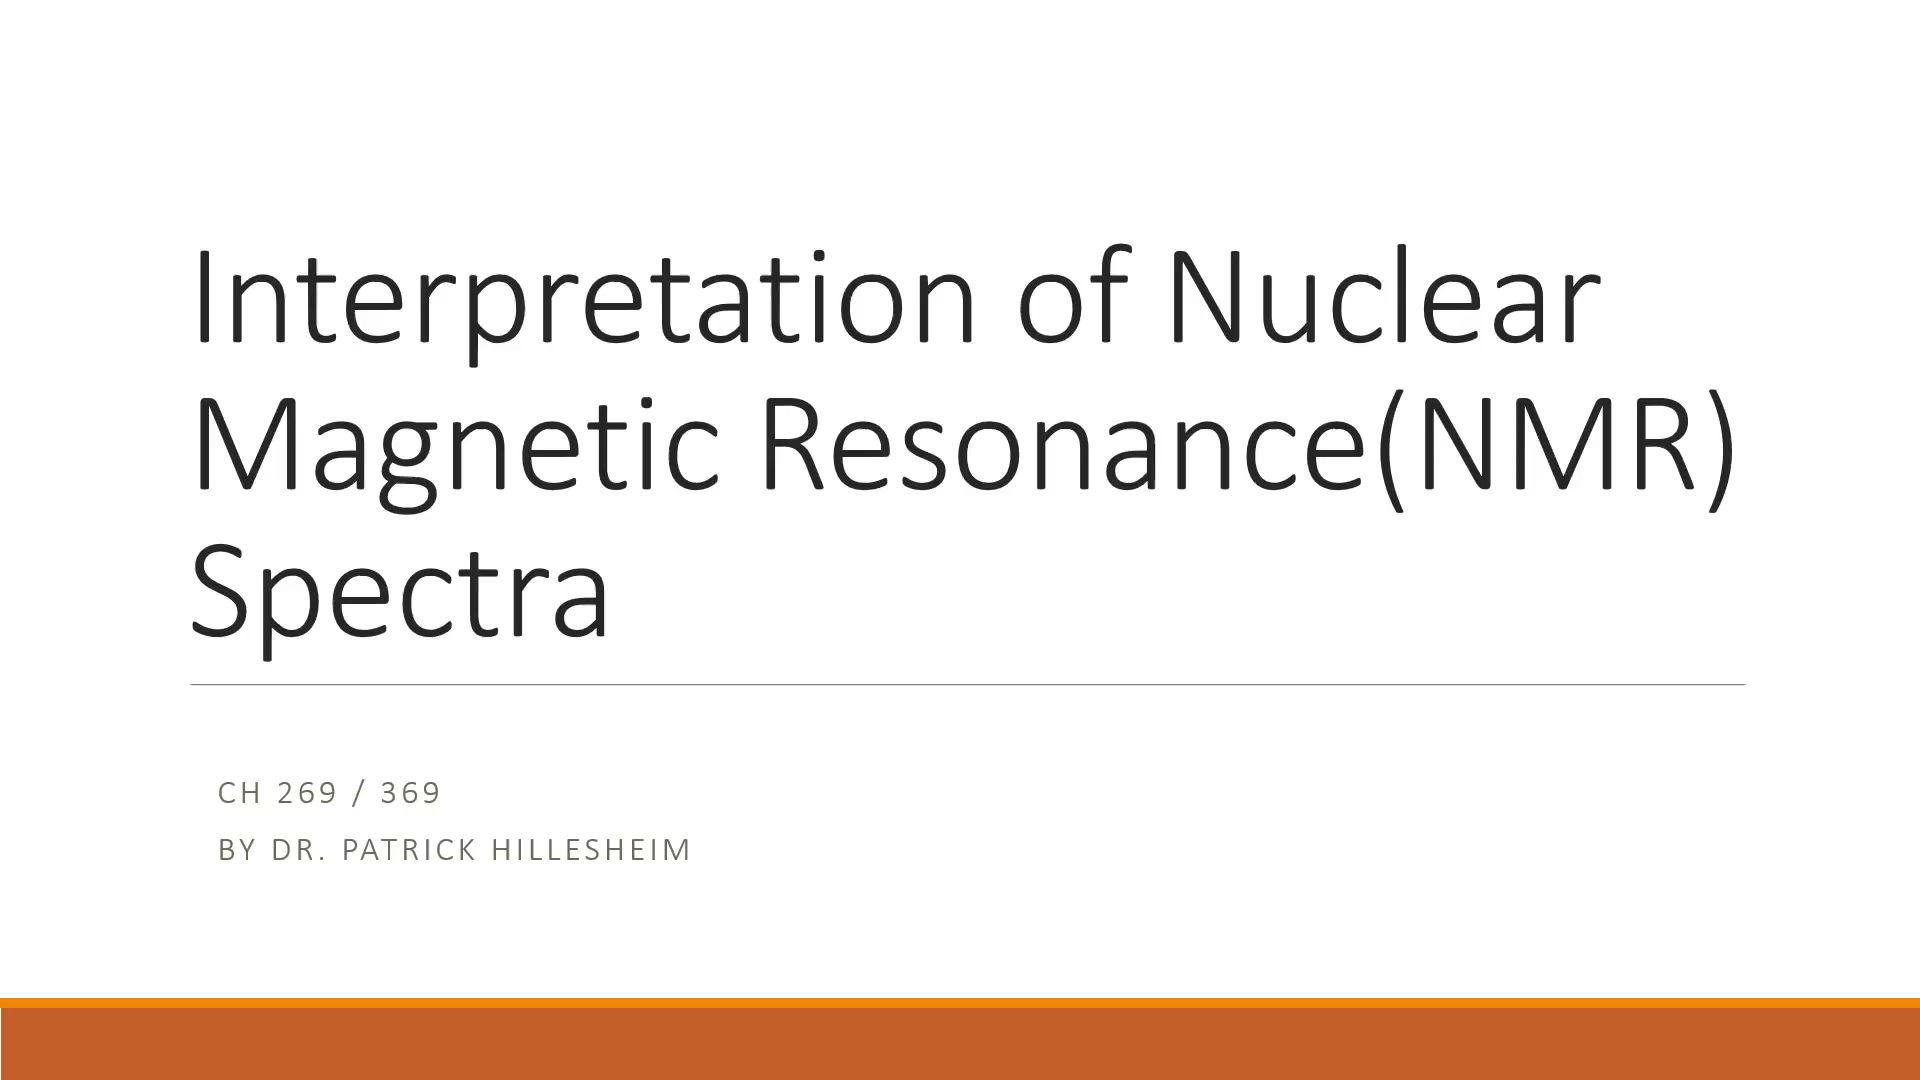 Interpretation of Nuclear
Magnetic Resonance(NMR)
Spectra
CH 269 / 369
BY DR. PATRICK HILLESHEIM